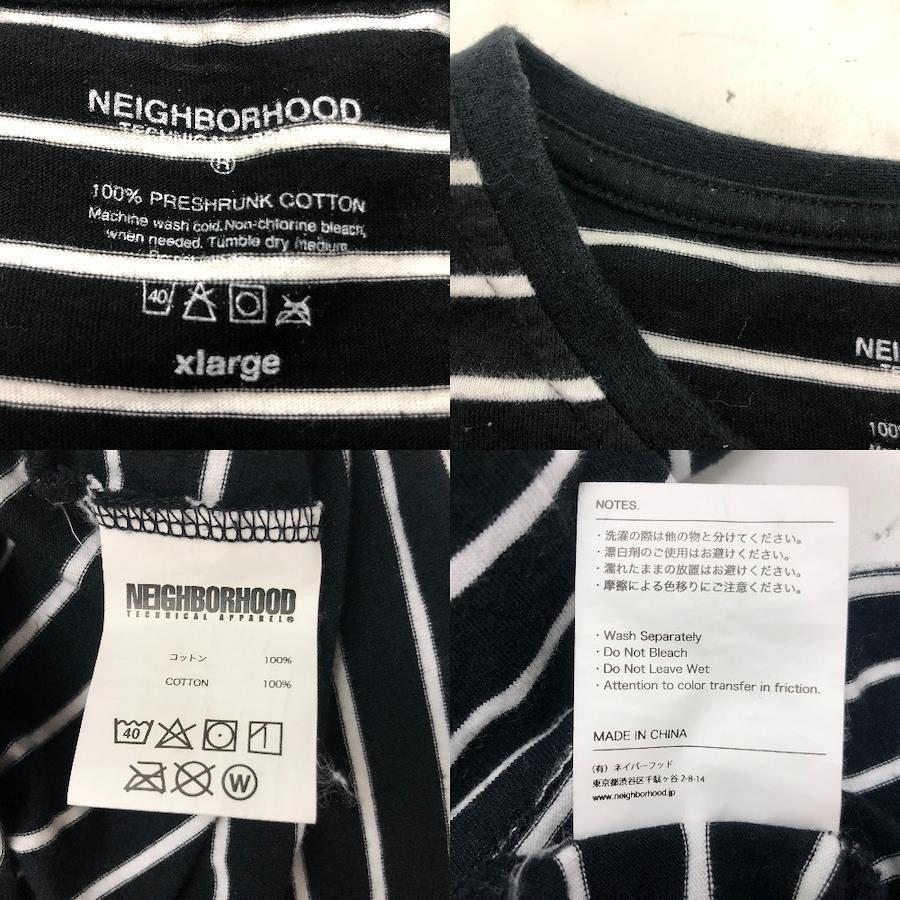 NEIGHBORHOOD
TECHNICAL
®
100% PRESHRUNK COTTON
Machine wash cold. Non-chlorine bleach,
when needed. Tumble dry Medium
40
xlarge
NEI
100%
NEIGHBORHOOD
TECHNICAL APPAREL®
コットン 100%
COTTON 100%
40
W
NOTES.
・洗濯の際は他の物と分けてください。
・漂白剤のご使用はお避けください。
・濡れたままの放置はお避けください。
・摩擦による色移りにご注意ください。
・Wash Separately
・Do Not Bleach
・Do Not Leave Wet
・Attention to color transfer in friction.
MADE IN CHINA
(有) ネイバーフッド
東京都渋谷区千駄ヶ谷 2-8-14
www.neighborhood.jp